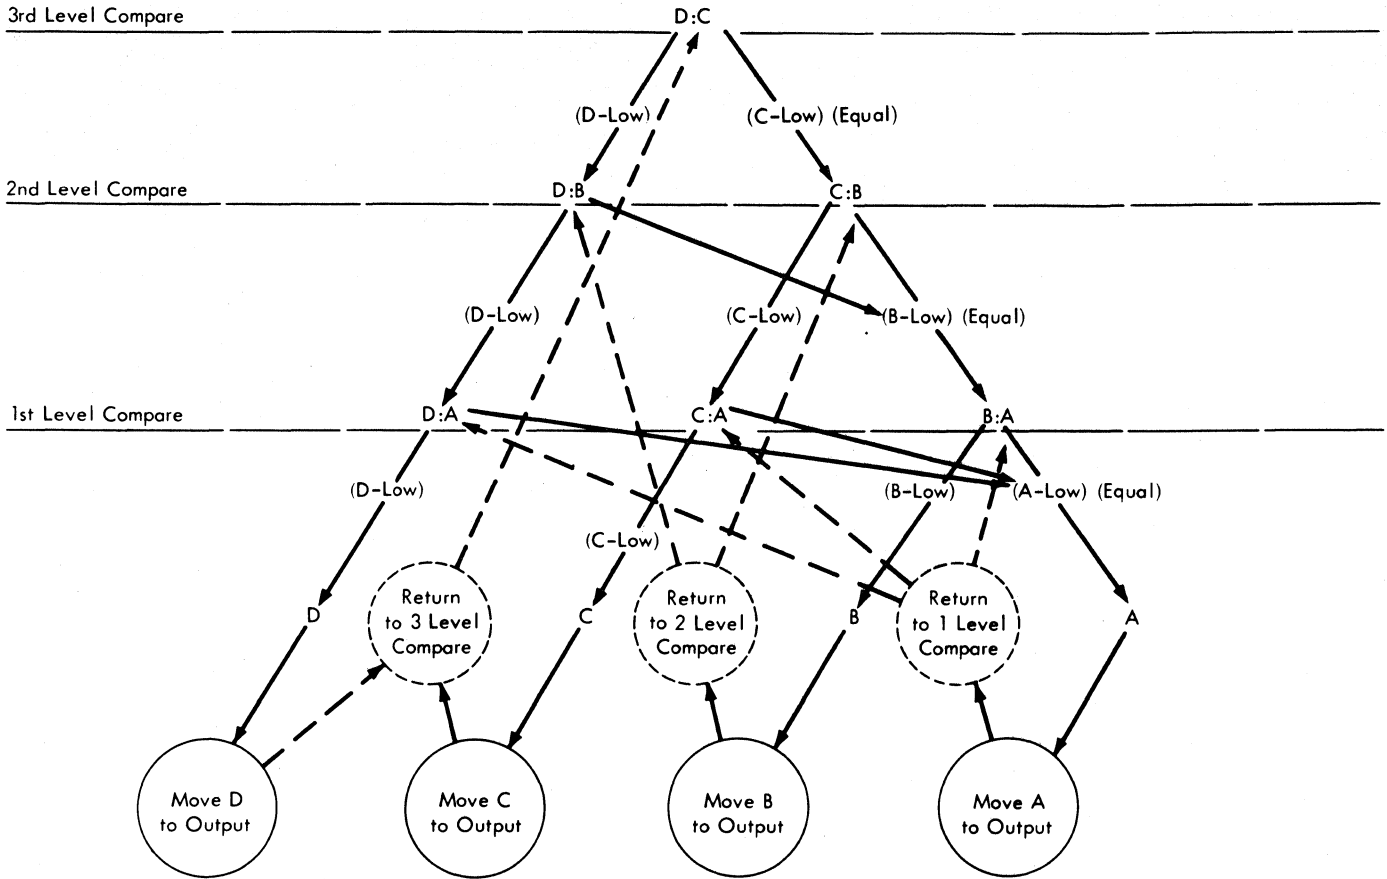 3rd Level Compare
D:C
(D-Low)
(C-Low) (Equal)
2nd Level Compare
D:B
C:B
(D-Low)
(C-Low)
(B-Low) (Equal)
1st Level Compare
D:A
C:A
B:A
(D-Low)
(B-Low)
(A-Low) (Equal)
(C-Low)
D
Return
to 3 Level
Compare
C
Return
to 2 Level
Compare
B
Return
to 1 Level
Compare
A
Move D
to Output
Move C
to Output
Move B
to Output
Move A
to Output